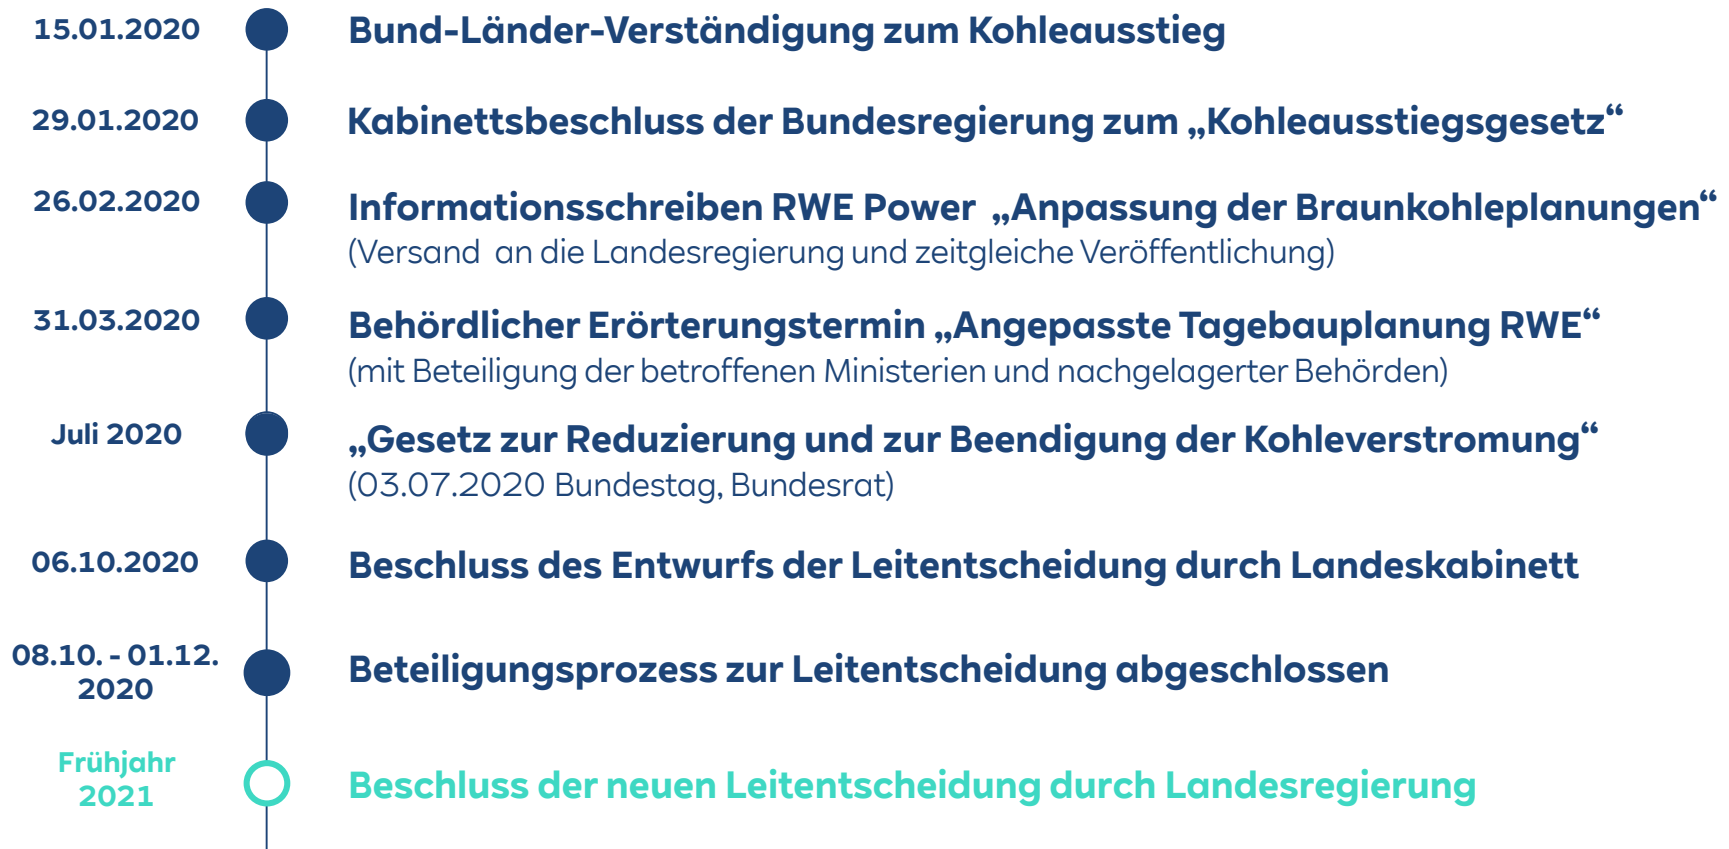 15.01.2020 Bund-Länder-Verständigung zum Kohleausstieg
29.01.2020 Kabinettsbeschluss der Bundesregierung zum „Kohleausstiegsgesetz“
26.02.2020 Informationsschreiben RWE Power „Anpassung der Braunkohleplanungen“
(Versand an die Landesregierung und zeitgleiche Veröffentlichung)
31.03.2020 Behördlicher Erörterungstermin „Angepasste Tagebauplanung RWE“
(mit Beteiligung der betroffenen Ministerien und nachgelagerter Behörden)
Juli 2020 „Gesetz zur Reduzierung und zur Beendigung der Kohleverstromung“
(03.07.2020 Bundestag, Bundesrat)
06.10.2020 Beschluss des Entwurfs der Leitentscheidung durch Landeskabinett
08.10. - 01.12.
2020
Beteiligungsprozess zur Leitentscheidung abgeschlossen
Frühjahr
2021
Beschluss der neuen Leitentscheidung durch Landesregierung